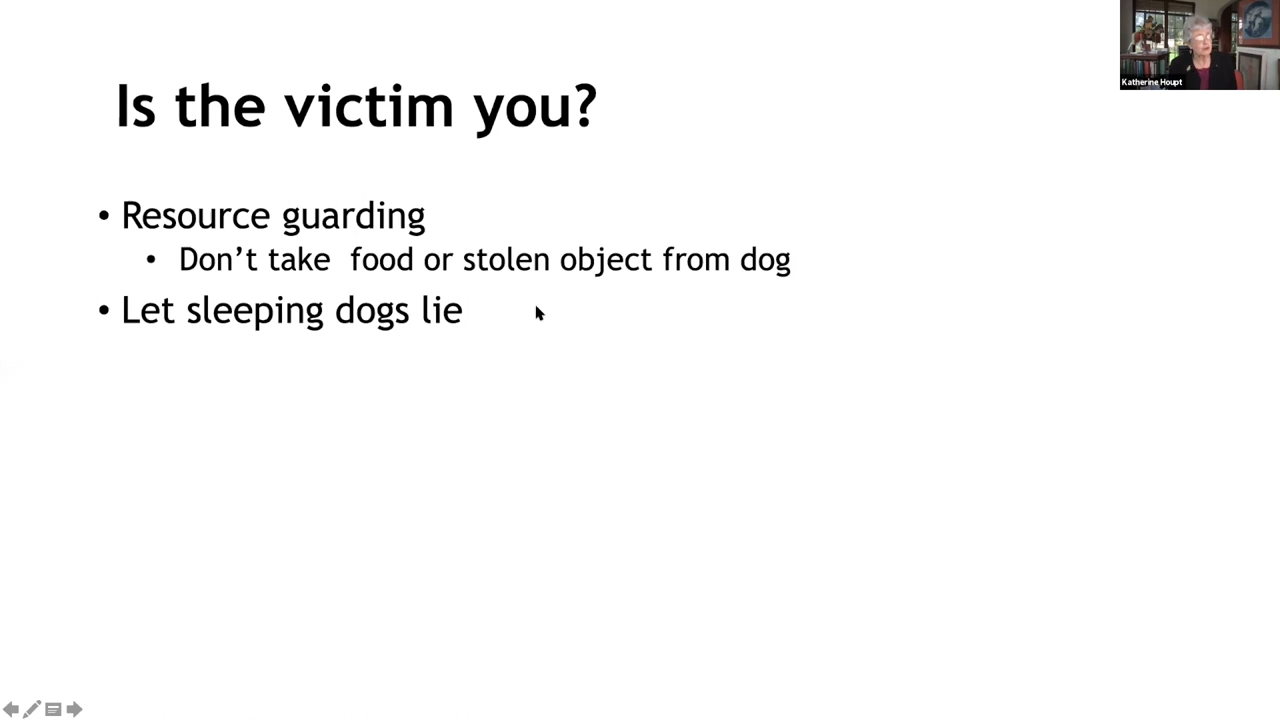 Katherine Houpt
Is the victim you?
• Resource guarding
• Don’t take  food or stolen object from dog
• Let sleeping dogs lie